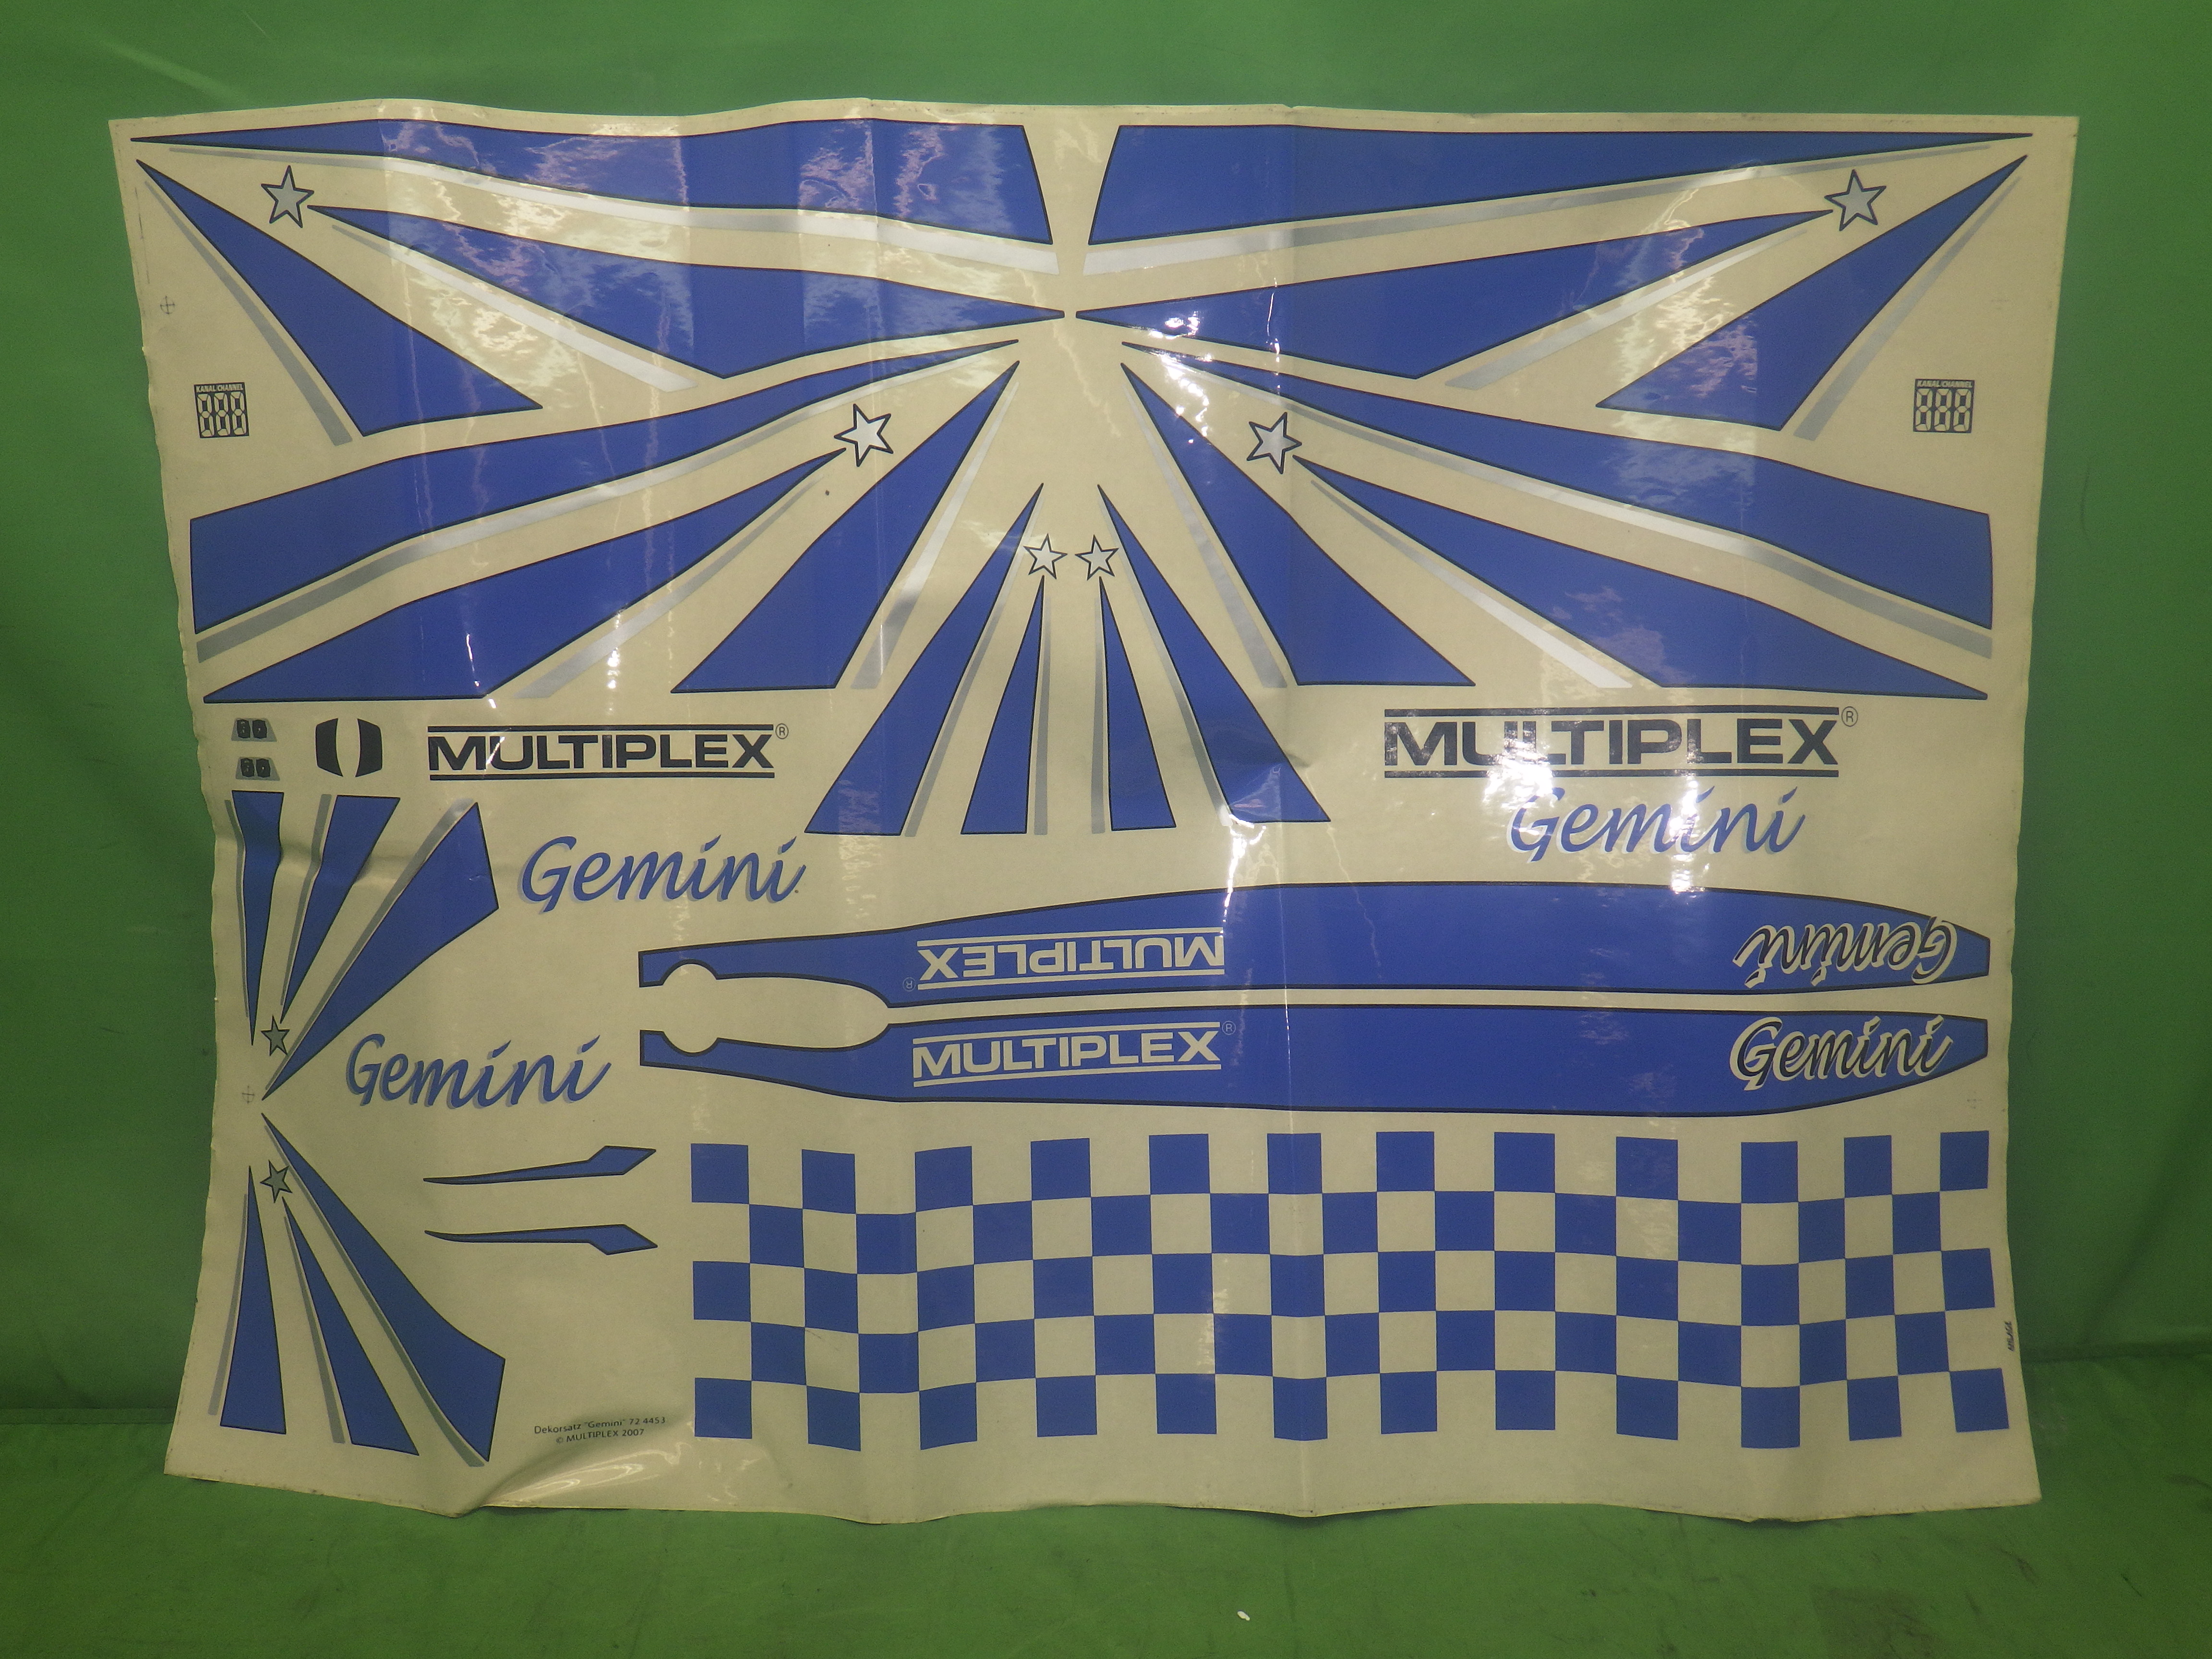 KANAL/CHANNEL
888
KANAL/CHANNEL
888
MULTIPLEX®
MULTIPLEX®
Gemini
Gemini
MULTIPLEX®
Gemini
MULTIPLEX®
Gemini
Gemini
Dekorsatz "Gemini" 72 4453
© MULTIPLEX 2007